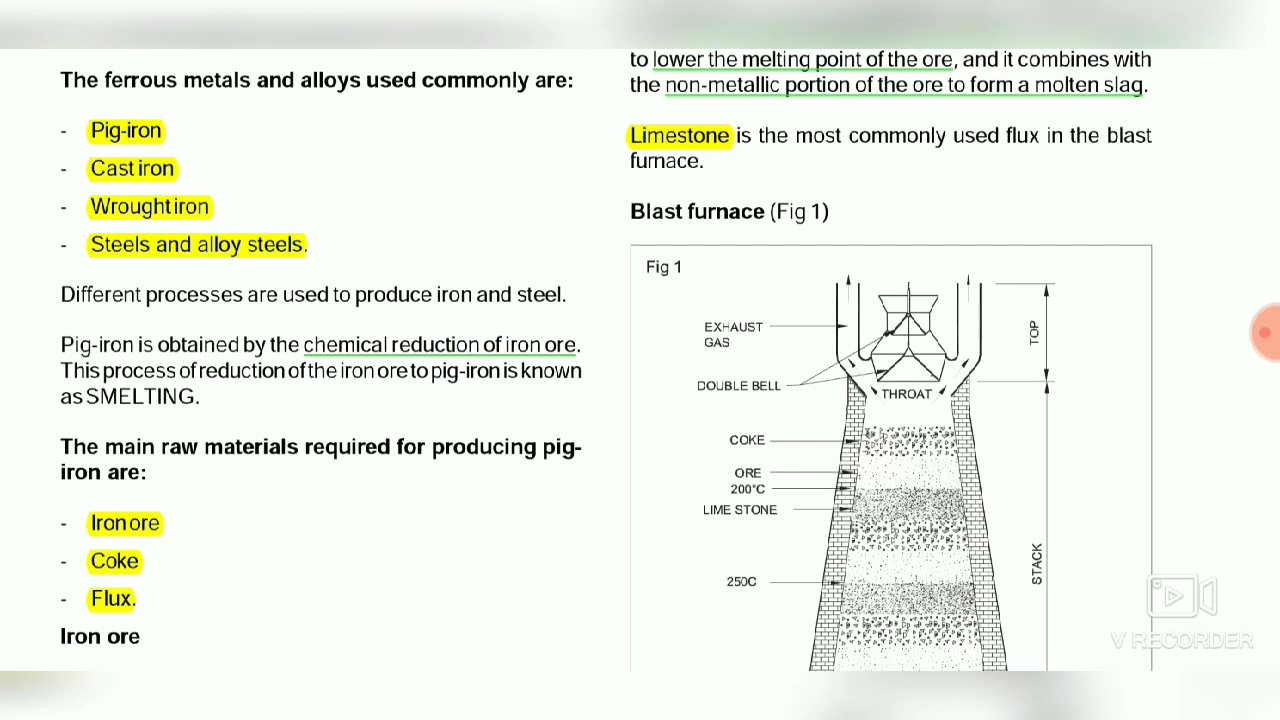 The ferrous metals and alloys used commonly are:
- Pig-iron
- Cast iron
- Wrought iron
- Steels and alloy steels.
Different processes are used to produce iron and steel.
Pig-iron is obtained by the chemical reduction of iron ore.
This process of reduction of the iron ore to pig-iron is known
as SMELTING.
The main raw materials required for producing pig-
iron are:
- Iron ore
- Coke
- Flux.
Iron ore
to lower the melting point of the ore, and it combines with
the non-metallic portion of the ore to form a molten slag.
Limestone is the most commonly used flux in the blast
furnace.
Blast furnace (Fig 1)
Fig 1
EXHAUST
GAS
DOUBLE BELL
THROAT
TOP
COKE
ORE
200°C
LIME STONE
250C
STACK
V RECORDER